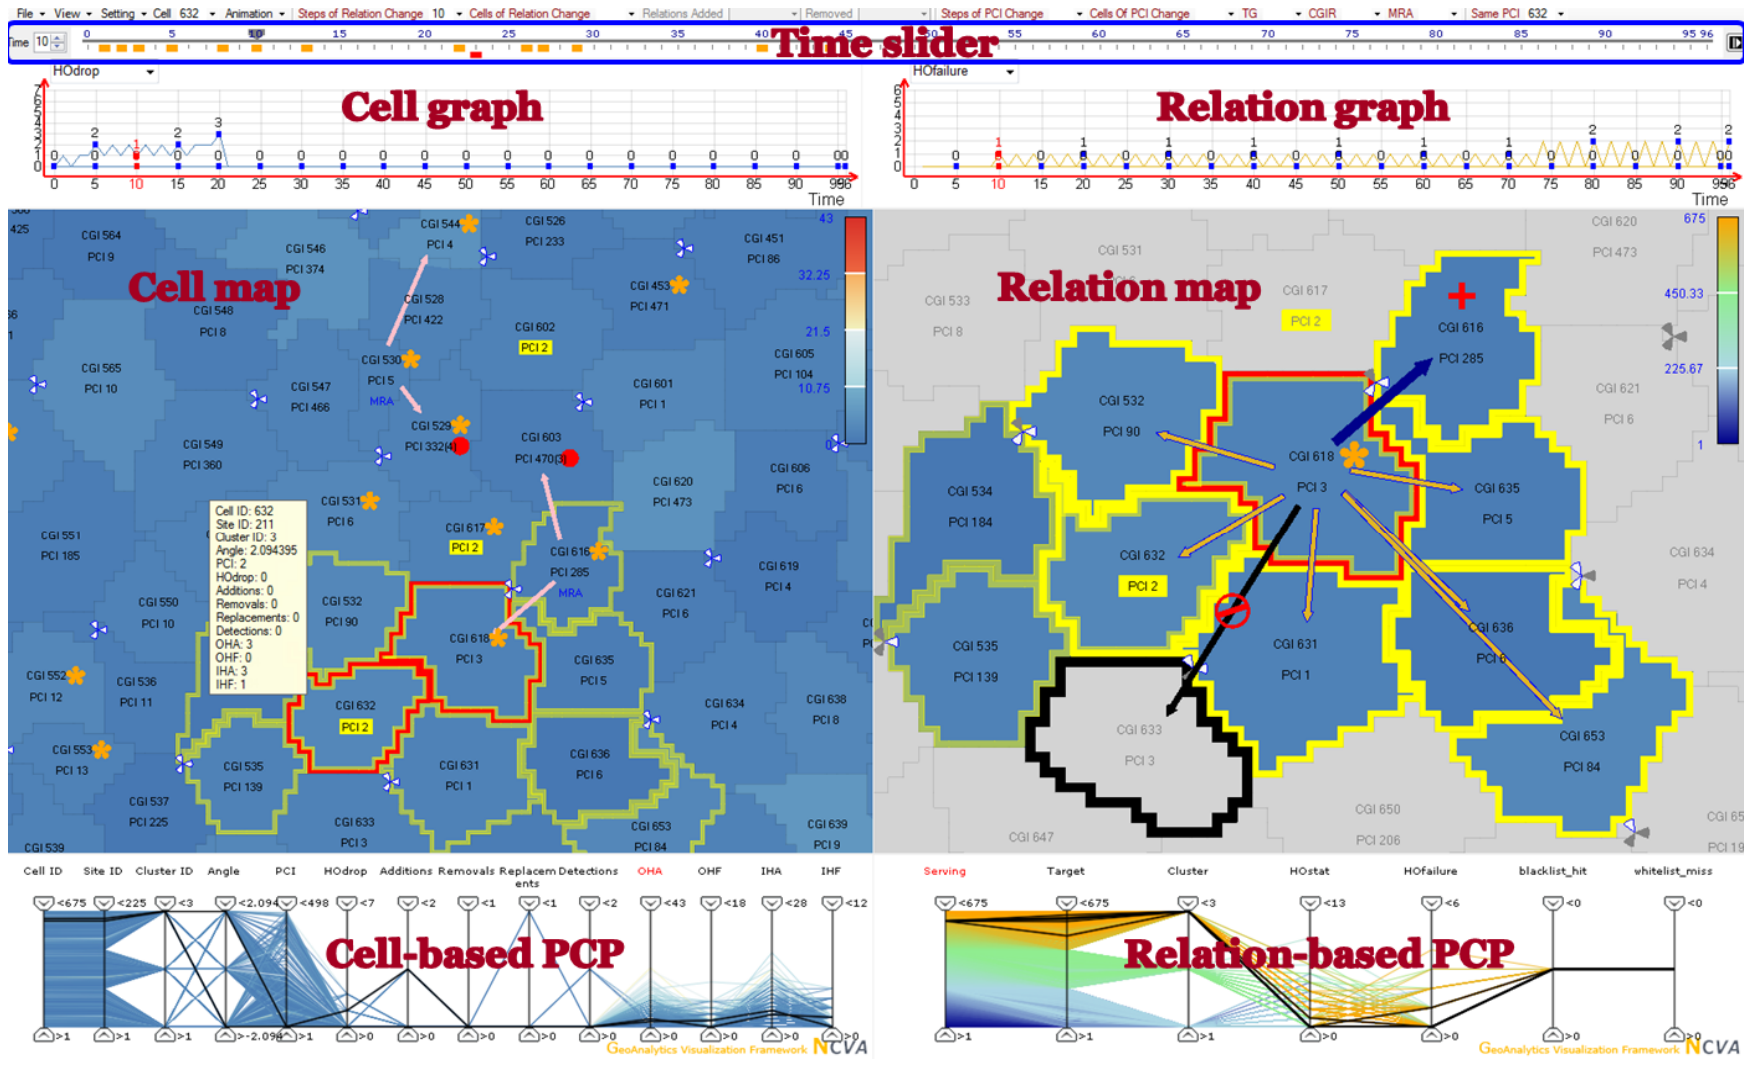 File View Setting Cell 632 Animation Steps of Relation Change 10 Cells of Relation Change Relations Added Removed Steps of PCI Change Cells Of PCI Change TG CGIR MRA Same PCI 632
Time 10 0 5 10 15 20 25 30 35 40 Time slider 55 60 65 70 75 80 85 90 95 96
HOdrop
Cell graph
7
6
5
4
3
2
1
0
2 1 2 3
0 0 0 0 0 0 0 0 0 0 0 0 0 0 0 0 0 0
0 5 10 15 20 25 30 35 40 45 50 55 60 65 70 75 80 85 90
Time
HOfailure
Relation graph
6
5
4
3
2
1
0
1 1 1 1 1 1 1 2 2 2
0 5 10 15 20 25 30 35 40 45 50 55 60 65 70 75 80 85 90
Time
Cell map
43
32.25
21.5
10.75
0
425
CGI 564
PCI 9
CGI 546
PCI 374
CGI 544
PCI 4
CGI 526
PCI 233
CGI 451
PCI 86
CGI 548
PCI 8
CGI 528
PCI 422
CGI 453
PCI 471
CGI 602
PCI 2
CGI 605
PCI 104
CGI 565
PCI 10
CGI 547
PCI 466
CGI 530
PCI 5
MRA
CGI 601
PCI 1
CGI 549
PCI 360
CGI 529
PCI 332(4)
CGI 603
PCI 470(3)
CGI 606
PCI 6
CGI 620
PCI 473
CGI 531
PCI 6
CGI 617
PCI 2
CGI 551
PCI 185
CGI 616
PCI 285
MRA
CGI 619
PCI 4
Cell ID: 632
Site ID: 211
Cluster ID: 3
Angle: 2.094395
PCI: 2
HOdrop: 0
Additions: 0
Removals: 0
Replacements: 0
Detections: 0
OHA: 3
OHF: 0
IHA: 3
IHF: 1
CGI 550
PCI 10
CGI 532
PCI 90
CGI 621
PCI 6
CGI 618
PCI 3
CGI 635
PCI 5
CGI 552
PCI 12
CGI 536
PCI 11
CGI 632
PCI 2
CGI 634
PCI 4
CGI 638
PCI 8
CGI 553
PCI 13
CGI 535
PCI 139
CGI 631
PCI 1
CGI 636
PCI 6
CGI 537
PCI 225
CGI 633
PCI 3
CGI 653
PCI 84
CGI 639
PCI 9
CGI 539
Relation map
675
450.33
225.67
1
CGI 531
CGI 620
PCI 473
CGI 533
PCI 8
CGI 617
PCI 2
CGI 616
PCI 285
CGI 532
PCI 90
CGI 621
PCI 6
CGI 618
PCI 3
CGI 534
PCI 184
CGI 635
PCI 5
CGI 632
PCI 2
CGI 634
PCI 4
CGI 535
PCI 139
CGI 631
PCI 1
CGI 636
PCI 6
CGI 633
PCI 3
CGI 653
PCI 84
CGI 650
PCI 206
CGI 647
Cell ID Site ID Cluster ID Angle PCI HOdrop Additions Removals Replacements Detections OHA OHF IHA IHF
<675 <225 <3 <2.094 <498 <7 <2 <1 <1 <2 <43 <18 <28 <12
Cell-based PCP
>1 >1 >1 >-2.094 >1 >0 >0 >0 >0 >0 >0 >0 >0 >0
GeoAnalytics Visualization Framework NCVA
Serving Target Cluster HOstat HOfailure blacklist_hit whitelist_miss
<675 <675 <3 <13 <6 <0 <0
Relation-based PCP
>1 >1 >1 >0 >0 >0 >0
GeoAnalytics Visualization Framework NCVA